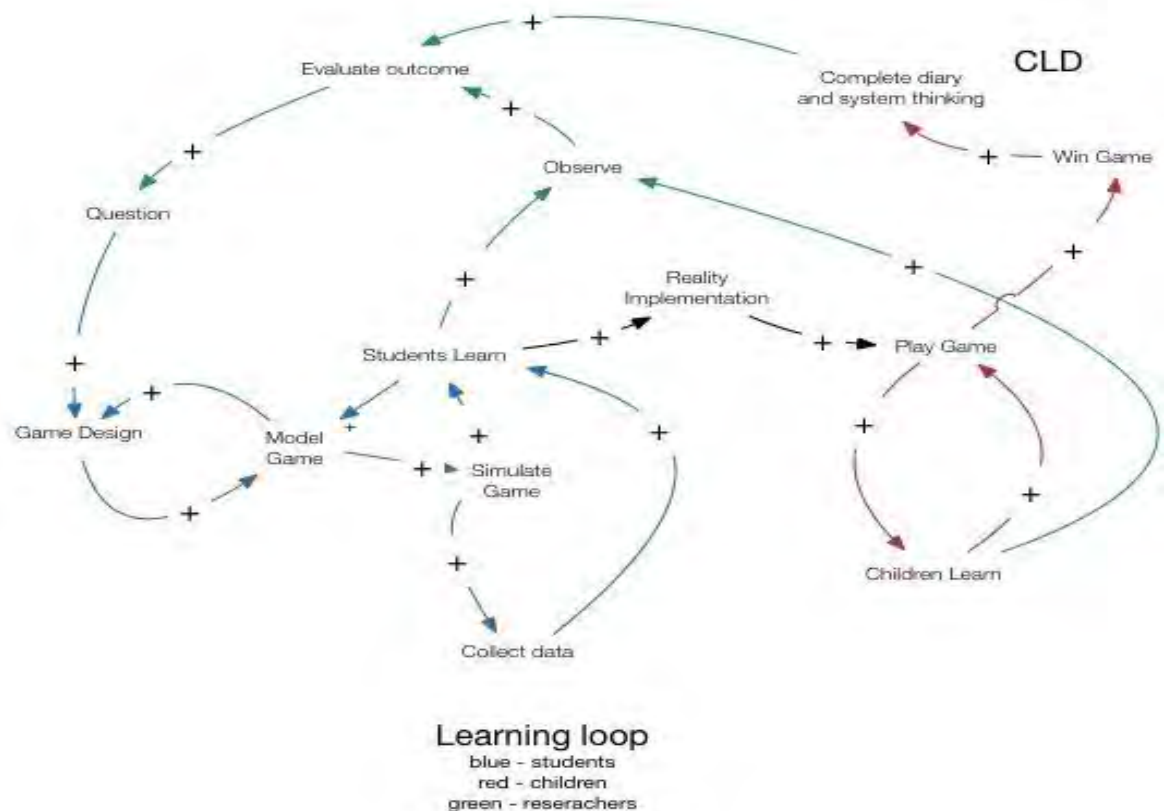 CLD
Evaluate outcome
Complete diary
and system thinking
Win Game
Observe
Question
Reality
Implementation
Students Learn
Play Game
Game Design
Model
Game
Simulate
Game
Children Learn
Collect data
Learning loop
blue - students
red - children
green - reserachers